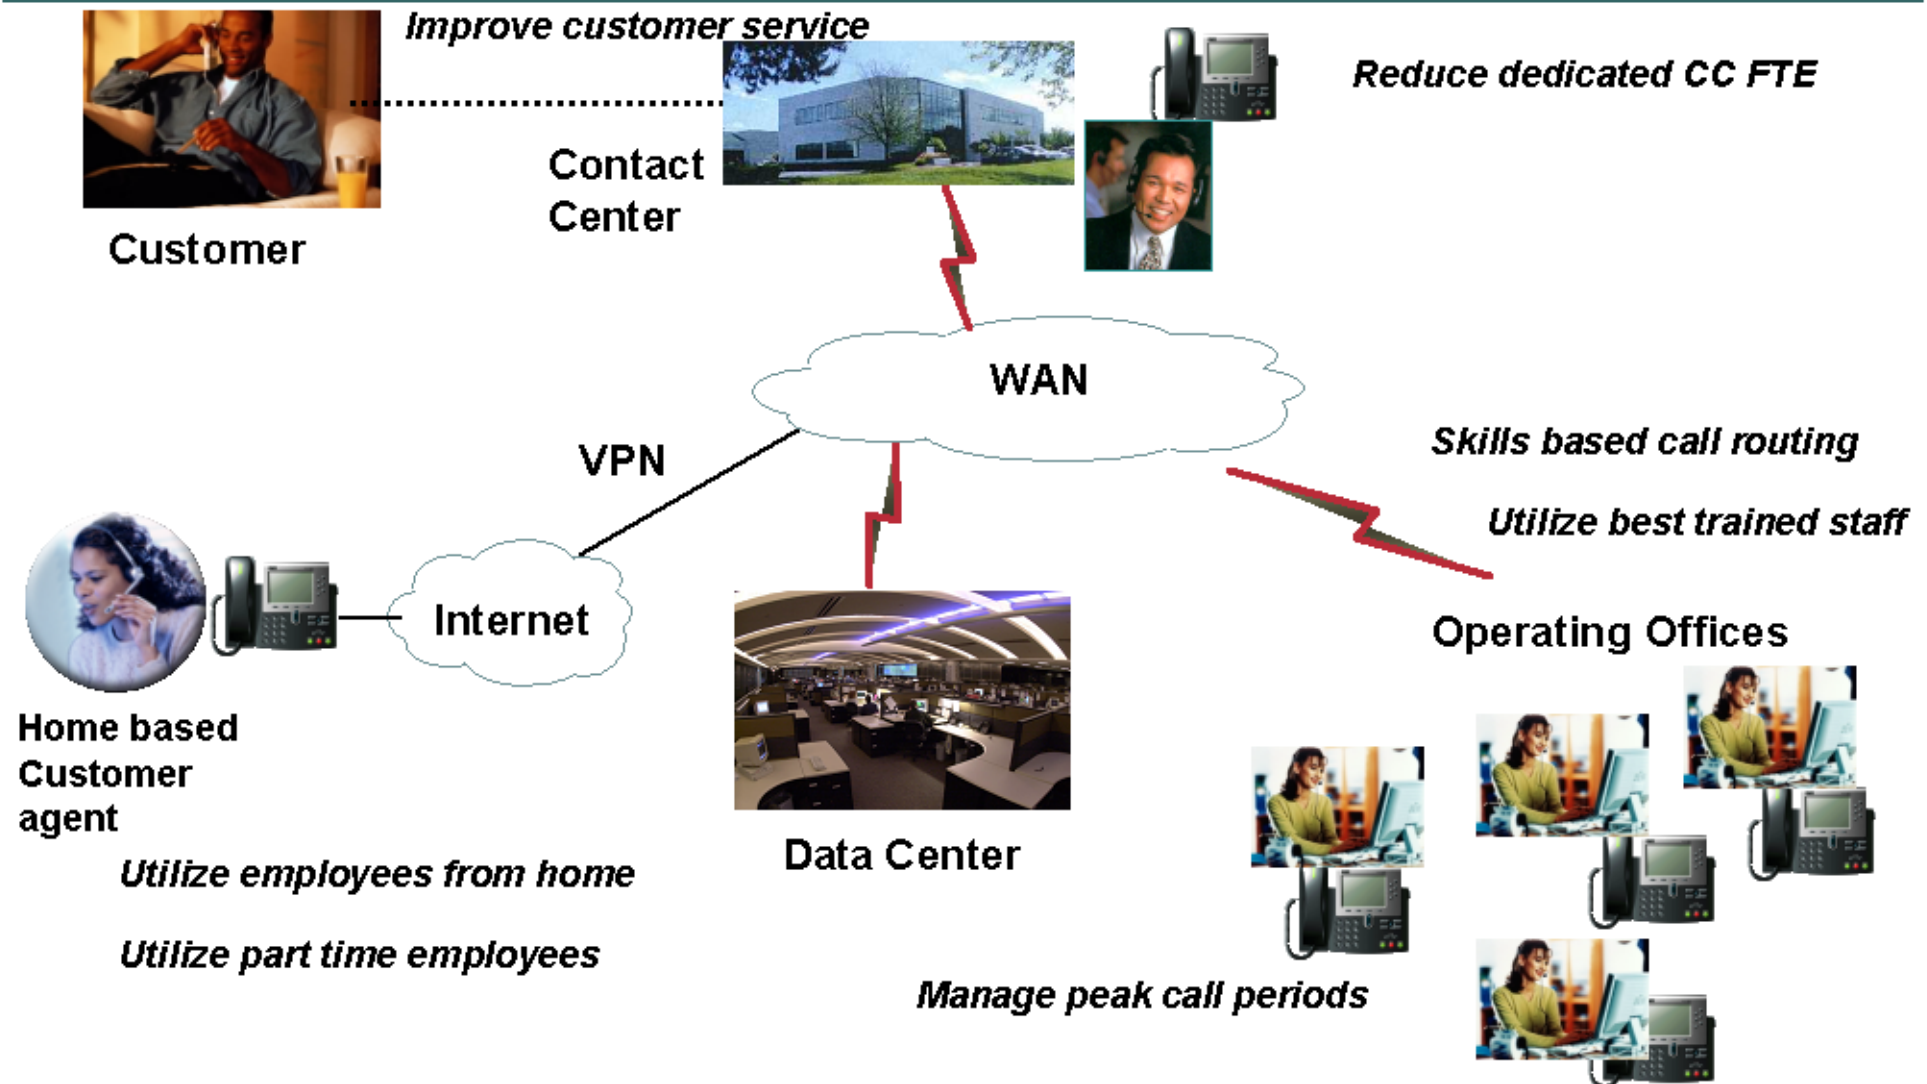 Improve customer service
Reduce dedicated CC FTE
Contact
Center
Customer
WAN
VPN
Skills based call routing
Utilize best trained staff
Internet
Operating Offices
Home based
Customer
agent
Data Center
Utilize employees from home
Utilize part time employees
Manage peak call periods